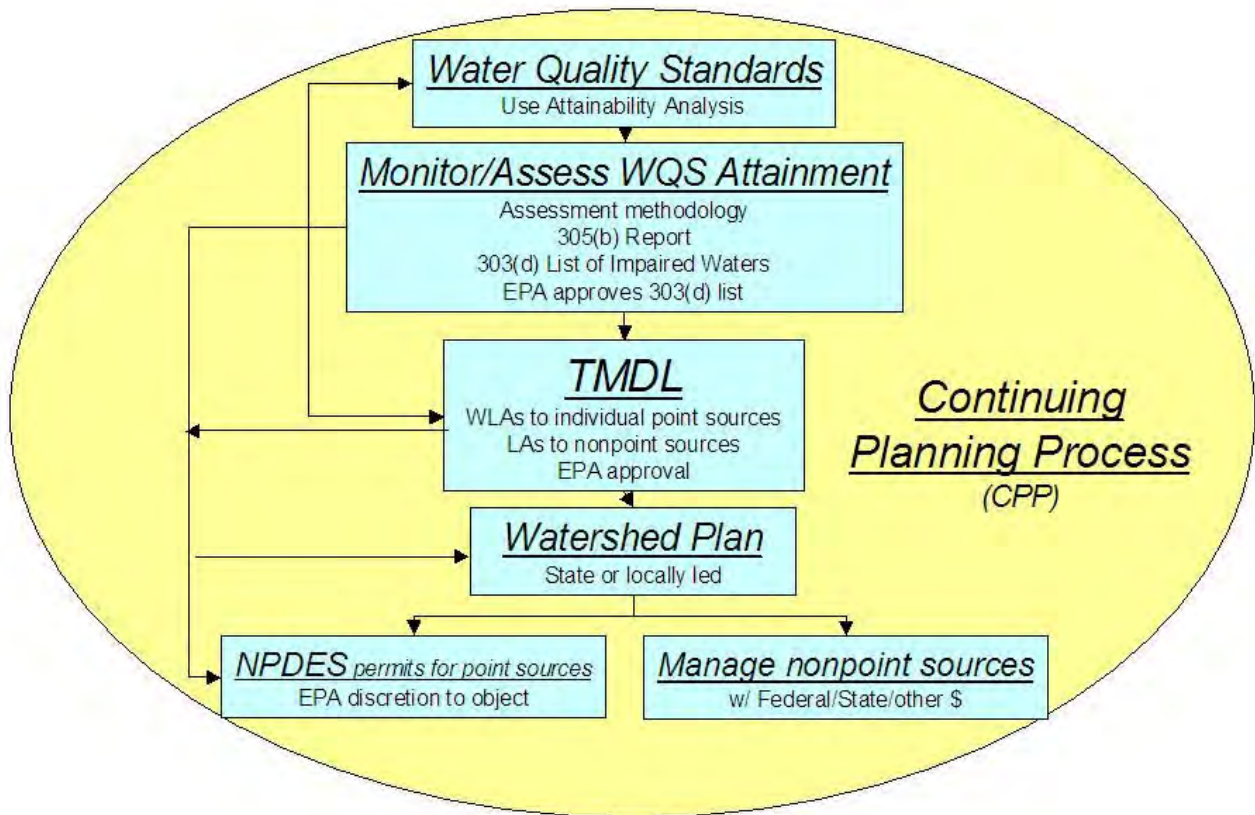 Water Quality Standards
Use Attainability Analysis
Monitor/Assess WQS Attainment
Assessment methodology
305(b) Report
303(d) List of Impaired Waters
EPA approves 303(d) list
TMDL
WLAs to individual point sources
LAs to nonpoint sources
EPA approval
Continuing
Planning Process
(CPP)
Watershed Plan
State or locally led
NPDES permits for point sources
EPA discretion to object
Manage nonpoint sources
w/ Federal/State/other $